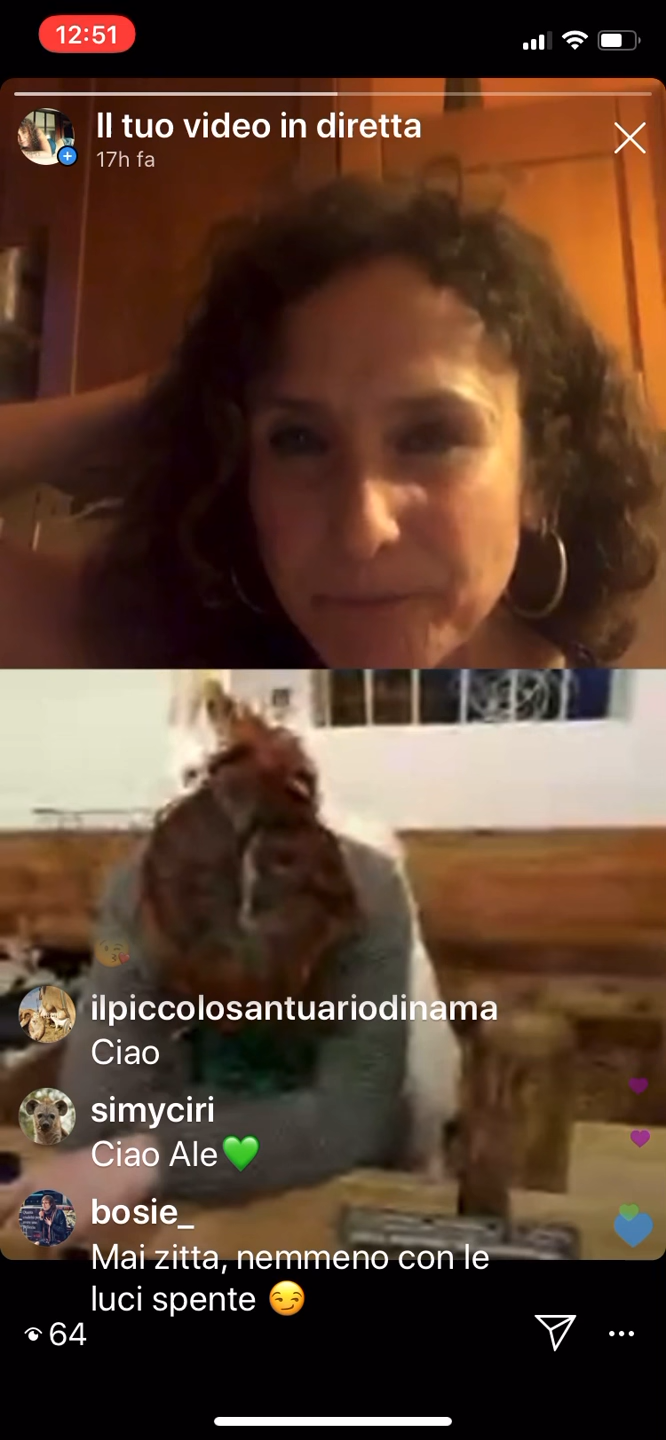 12:51
Il tuo video in diretta
17h fa
😘
ilpiccolosantuariodinama
Ciao
simyciri
Ciao Ale💚
bosie_
Mai zitta, nemmeno con le
luci spente 😏
64